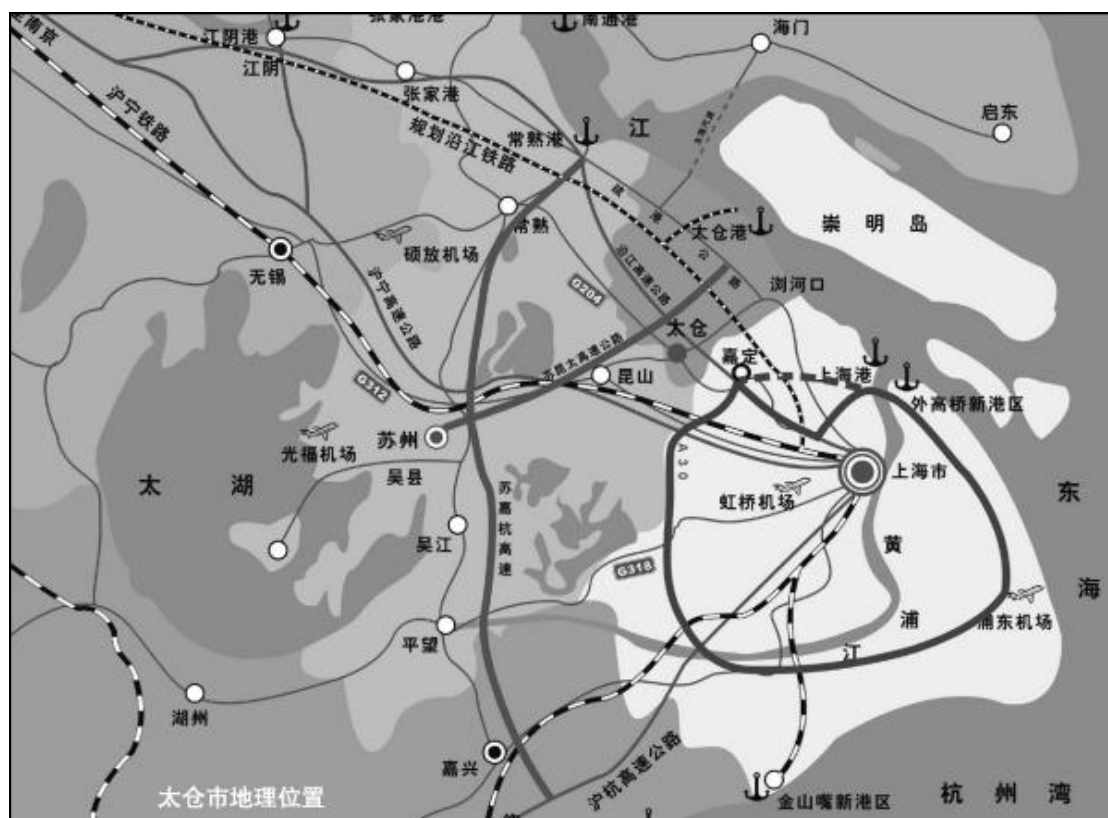 张家港港
南通港
海门
至南京
江阴港
江阴
张家港
启东
沪宁铁路
规划沿江铁路
常熟港
江
崇明岛
常熟
疏港公路
太仓港
硕放机场
沿江高速公路
浏河口
无锡
沪宁高速公路
G204
太仓
苏昆太高速公路
嘉定
上海港
昆山
G312
外高桥新港区
苏州
光福机场
吴县
A30
上海市
太湖
虹桥机场
东海
苏嘉杭高速
吴江
黄浦江
G318
浦东机场
平望
湖州
嘉兴
沪杭高速公路
太仓市地理位置
金山嘴新港区
杭州湾